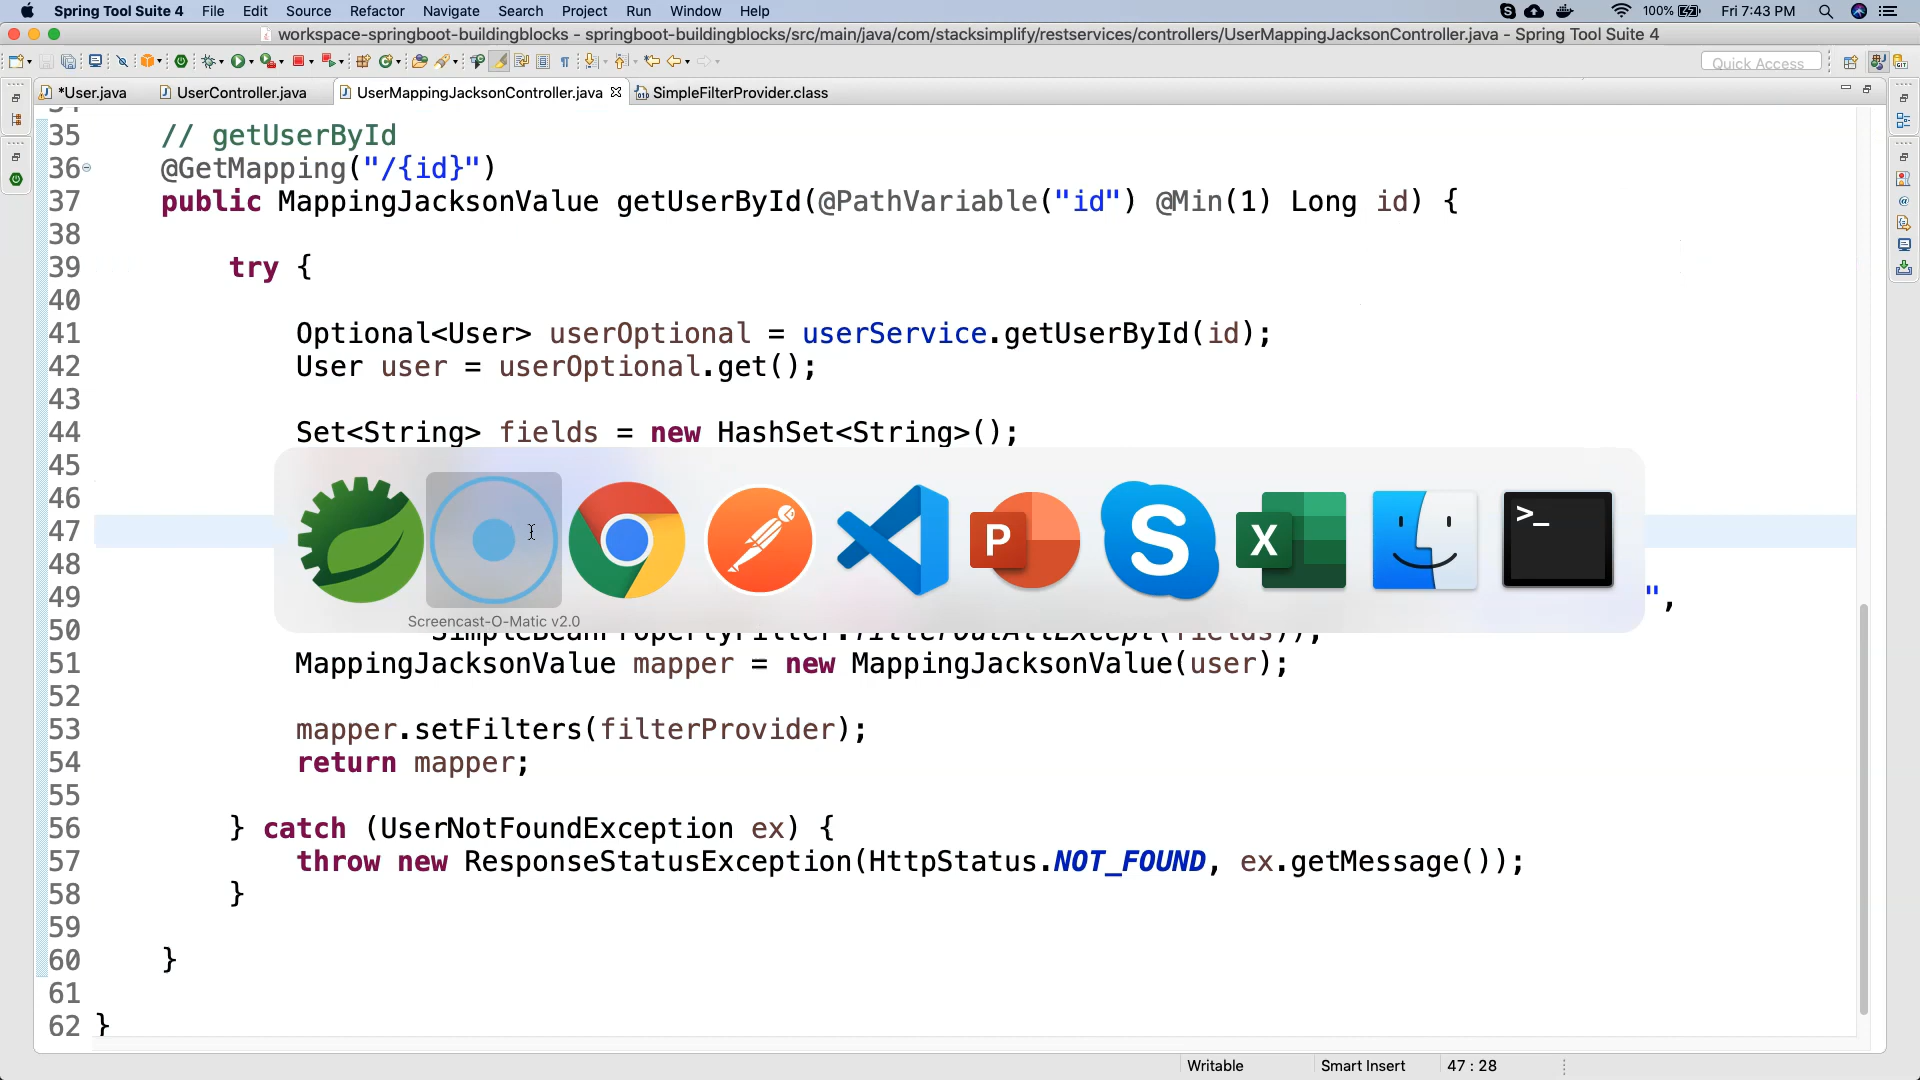 Spring Tool Suite 4 File Edit Source Refactor Navigate Search Project Run Window Help 100% Fri 7:43 PM
workspace-springboot-buildingblocks - springboot-buildingblocks/src/main/java/com/stacksimplify/restservices/controllers/UserMappingJacksonController.java - Spring Tool Suite 4
Quick Access
*User.java UserController.java UserMappingJacksonController.java SimpleFilterProvider.class
35 // getUserById
36 @GetMapping("/{id}")
37 public MappingJacksonValue getUserById(@PathVariable("id") @Min(1) Long id) {
38
39 try {
40
41 Optional<User> userOptional = userService.getUserById(id);
42 User user = userOptional.get();
43
44 Set<String> fields = new HashSet<String>();
45
46
47
48
49 ",
50 SimpleBeanPropertyFilter.filterOutAllExcept(fields));
51 MappingJacksonValue mapper = new MappingJacksonValue(user);
52
53 mapper.setFilters(filterProvider);
54 return mapper;
55
56 } catch (UserNotFoundException ex) {
57 throw new ResponseStatusException(HttpStatus.NOT_FOUND, ex.getMessage());
58 }
59
60 }
61
62 }
Screencast-O-Matic v2.0
Writable Smart Insert 47 : 28